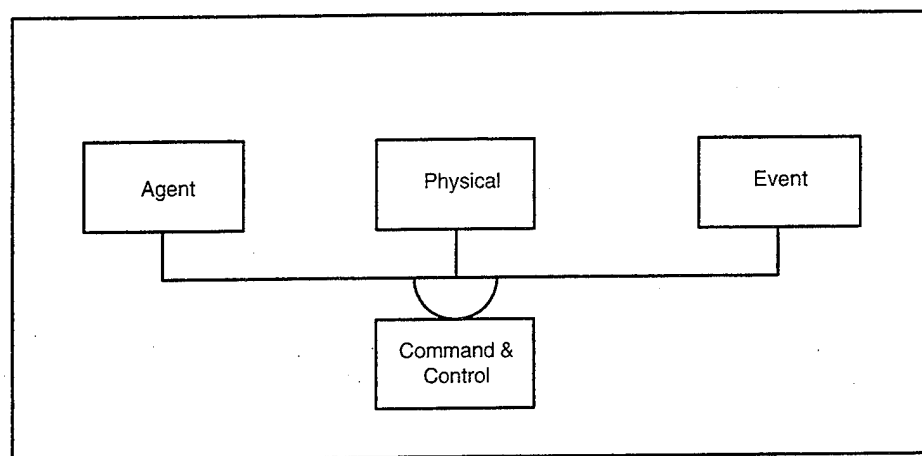 Agent
Physical
Event
Command &
Control